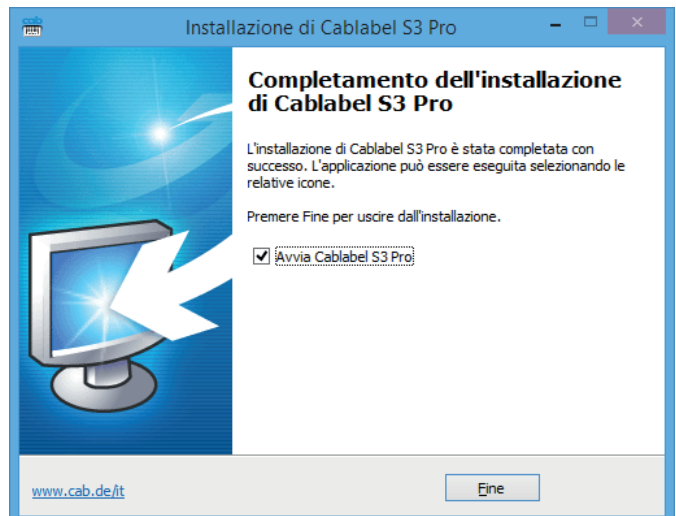 cab
Installazione di Cablabel S3 Pro
Completamento dell'installazione
di Cablabel S3 Pro
L'installazione di Cablabel S3 Pro è stata completata con
successo. L'applicazione può essere eseguita selezionando le
relative icone.
Premere Fine per uscire dall'installazione.
Avvia Cablabel S3 Pro
www.cab.de/it
Fine